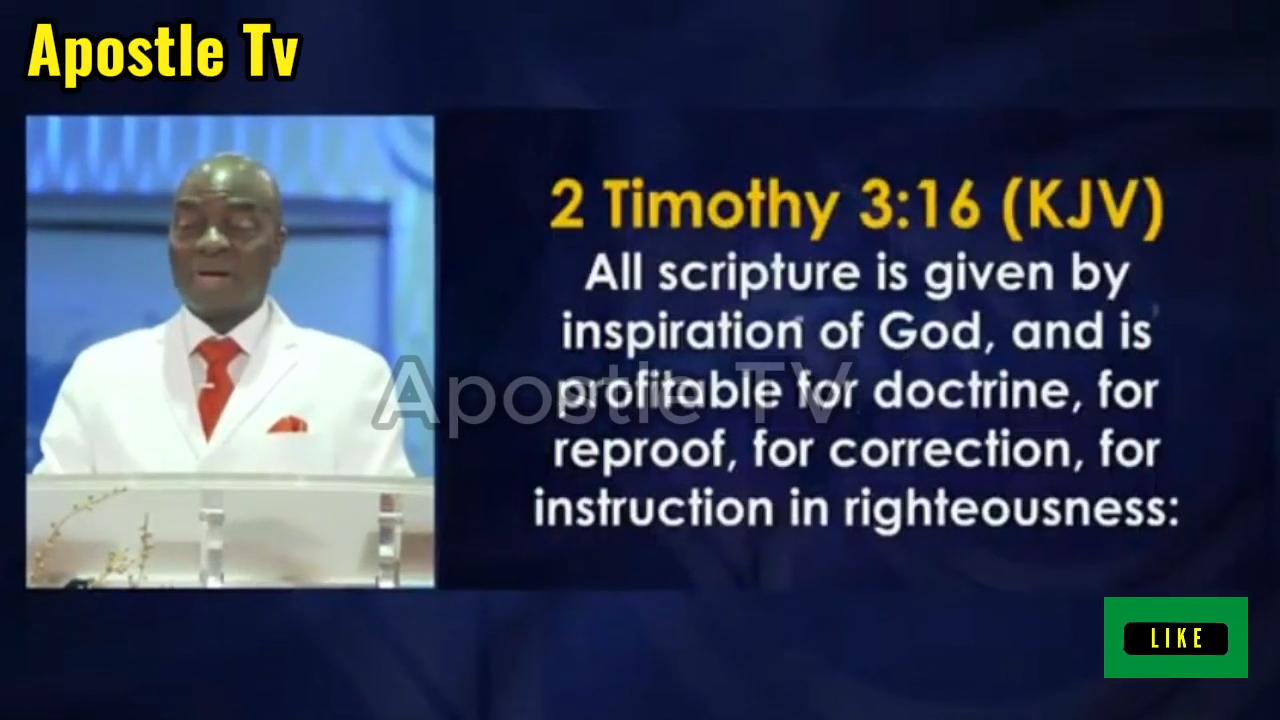 Apostle Tv
2 Timothy 3:16 (KJV)
All scripture is given by
inspiration of God, and is
profitable for doctrine, for
reproof, for correction, for
instruction in righteousness:
Apostle TV
LIKE